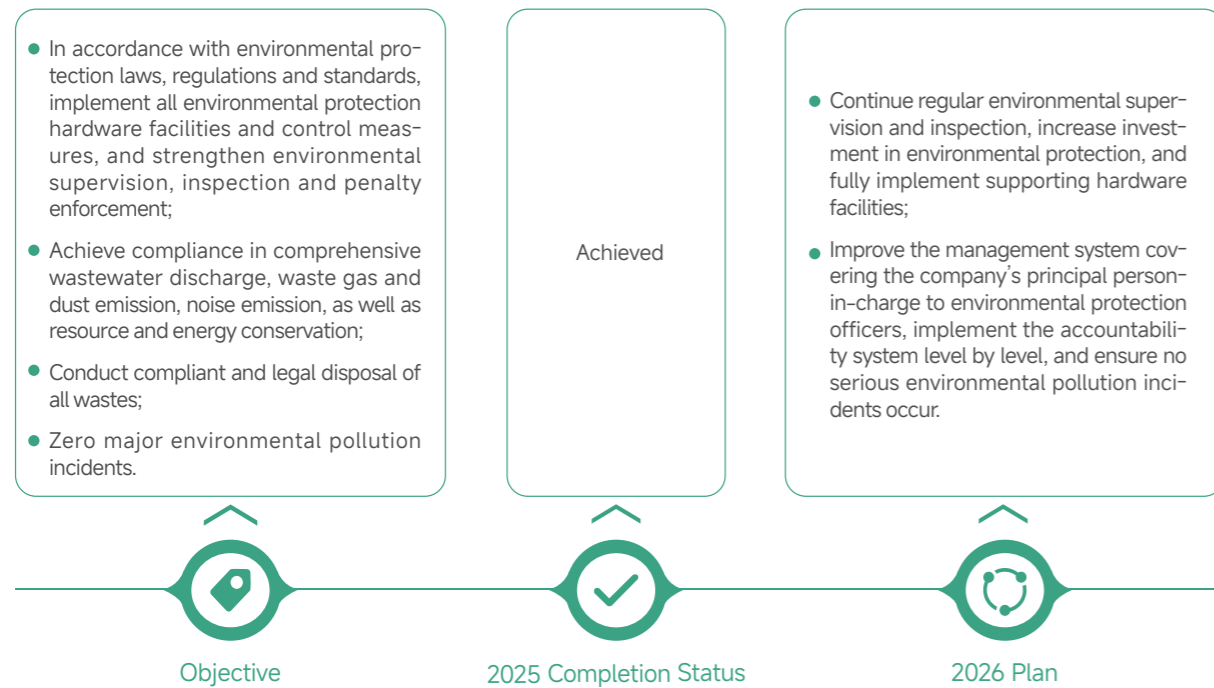 In accordance with environmental pro-
tection laws, regulations and standards,
implement all environmental protection
hardware facilities and control meas-
ures, and strengthen environmental
supervision, inspection and penalty
enforcement;
Achieve compliance in comprehensive
wastewater discharge, waste gas and
dust emission, noise emission, as well as
resource and energy conservation;
Conduct compliant and legal disposal of
all wastes;
Zero major environmental pollution
incidents.
Achieved
Continue regular environmental super-
vision and inspection, increase invest-
ment in environmental protection, and
fully implement supporting hardware
facilities;
Improve the management system cov-
ering the company's principal person-
in-charge to environmental protection
officers, implement the accountabili-
ty system level by level, and ensure no
serious environmental pollution inci-
dents occur.
Objective
2025 Completion Status
2026 Plan